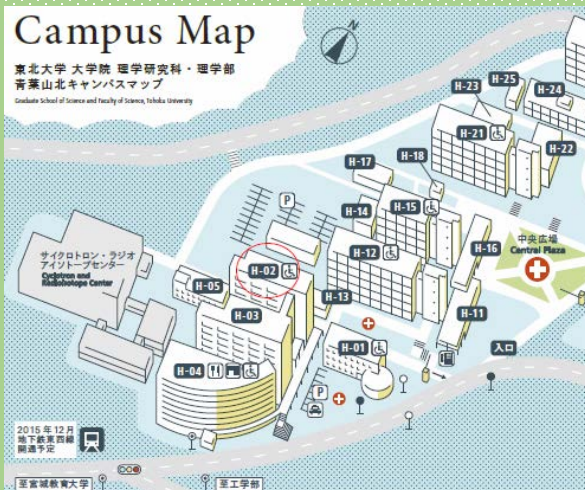 Campus Map
東北大学 大学院 理学研究科・理学部
青葉山北キャンパスマップ
Graduate School of Science and Faculty of Science, Tohoku University
N
H-25
H-24
H-23
H-21
H-22
H-17
H-18
P
H-15
H-14
H-16
中央広場
Central Plaza
H-12
サイクロトロン・ラジオ
アイソトープセンター
Cyclotron and
Radioisotope Center
H-02
H-05
H-13
H-11
H-03
H-01
入口
H-04
P
2015年12月
地下鉄東西線
開通予定
至宮城教育大学
至工学部